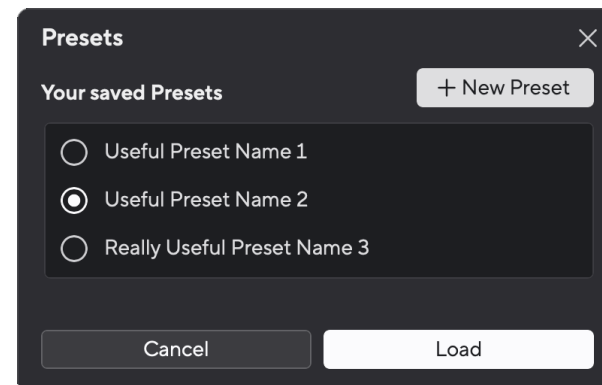 Presets
Your saved Presets
+ New Preset
Useful Preset Name 1
Useful Preset Name 2
Really Useful Preset Name 3
Cancel
Load